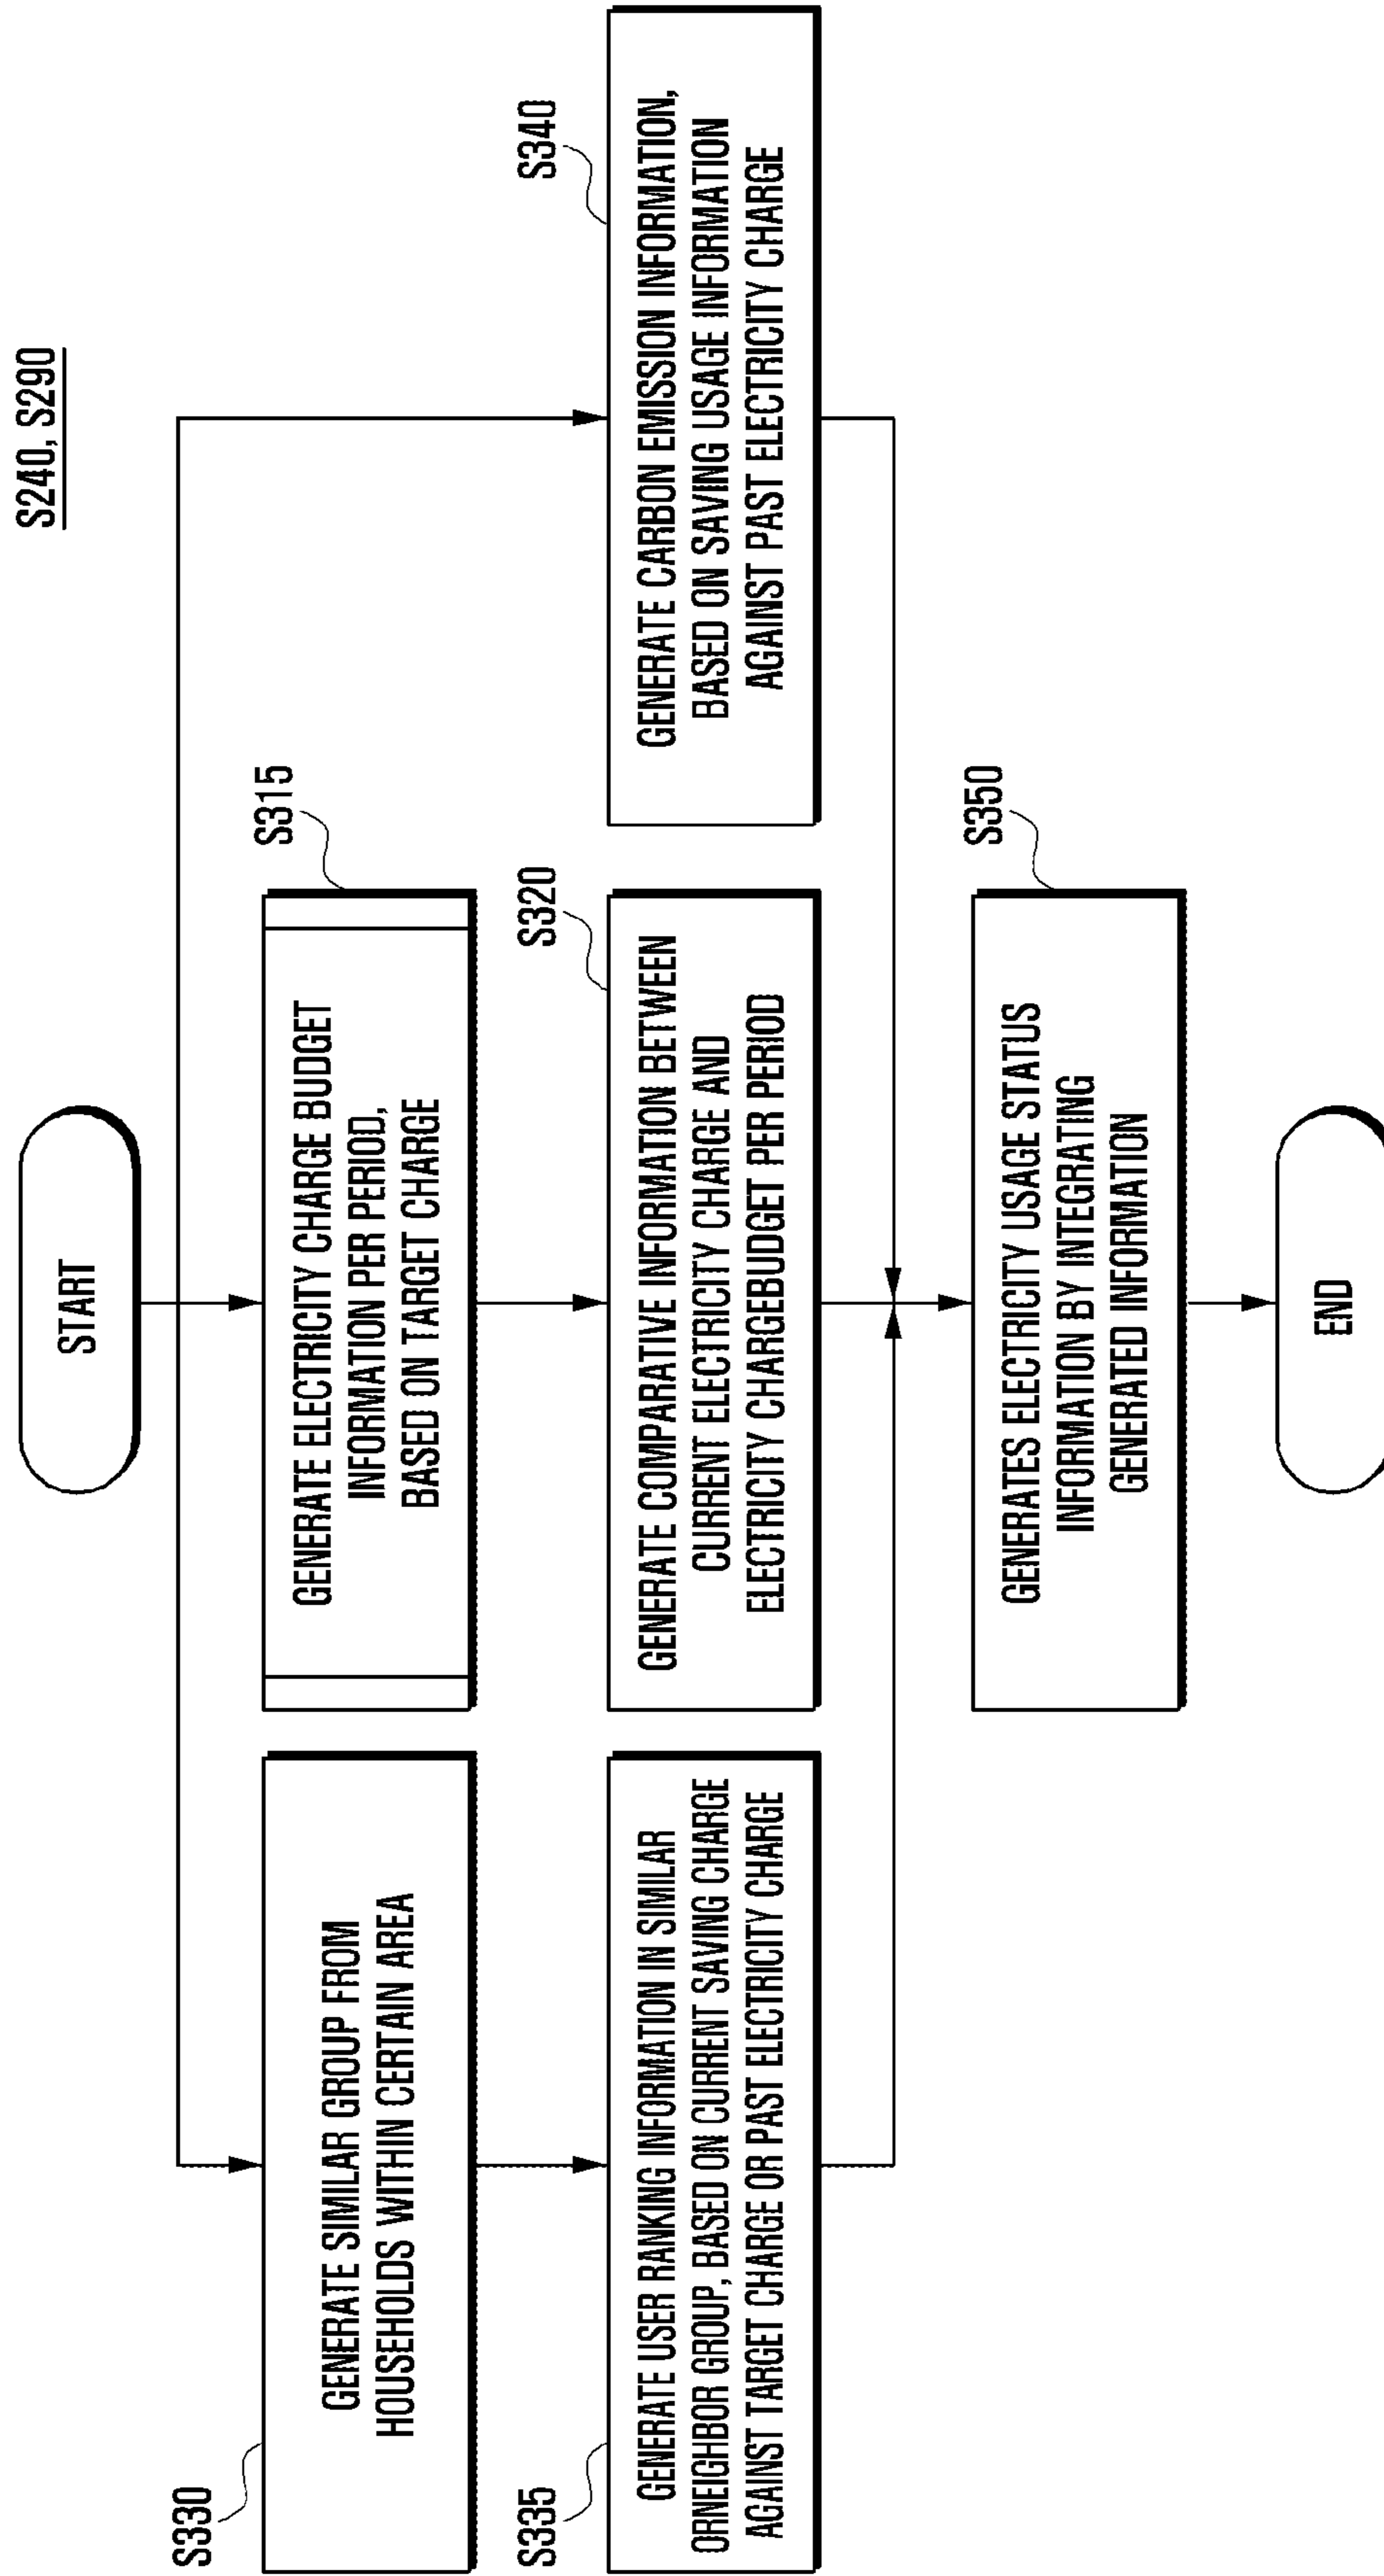 S240, S290
START
S330
GENERATE SIMILAR GROUP FROM
HOUSEHOLDS WITHIN CERTAIN AREA
S315
GENERATE ELECTRICITY CHARGE BUDGET
INFORMATION PER PERIOD,
BASED ON TARGET CHARGE
S335
GENERATE USER RANKING INFORMATION IN SIMILAR
ORNEIGHBOR GROUP, BASED ON CURRENT SAVING CHARGE
AGAINST TARGET CHARGE OR PAST ELECTRICITY CHARGE
S320
GENERATE COMPARATIVE INFORMATION BETWEEN
CURRENT ELECTRICITY CHARGE AND
ELECTRICITY CHARGEBUDGET PER PERIOD
S340
GENERATE CARBON EMISSION INFORMATION,
BASED ON SAVING USAGE INFORMATION
AGAINST PAST ELECTRICITY CHARGE
S350
GENERATES ELECTRICITY USAGE STATUS
INFORMATION BY INTEGRATING
GENERATED INFORMATION
END